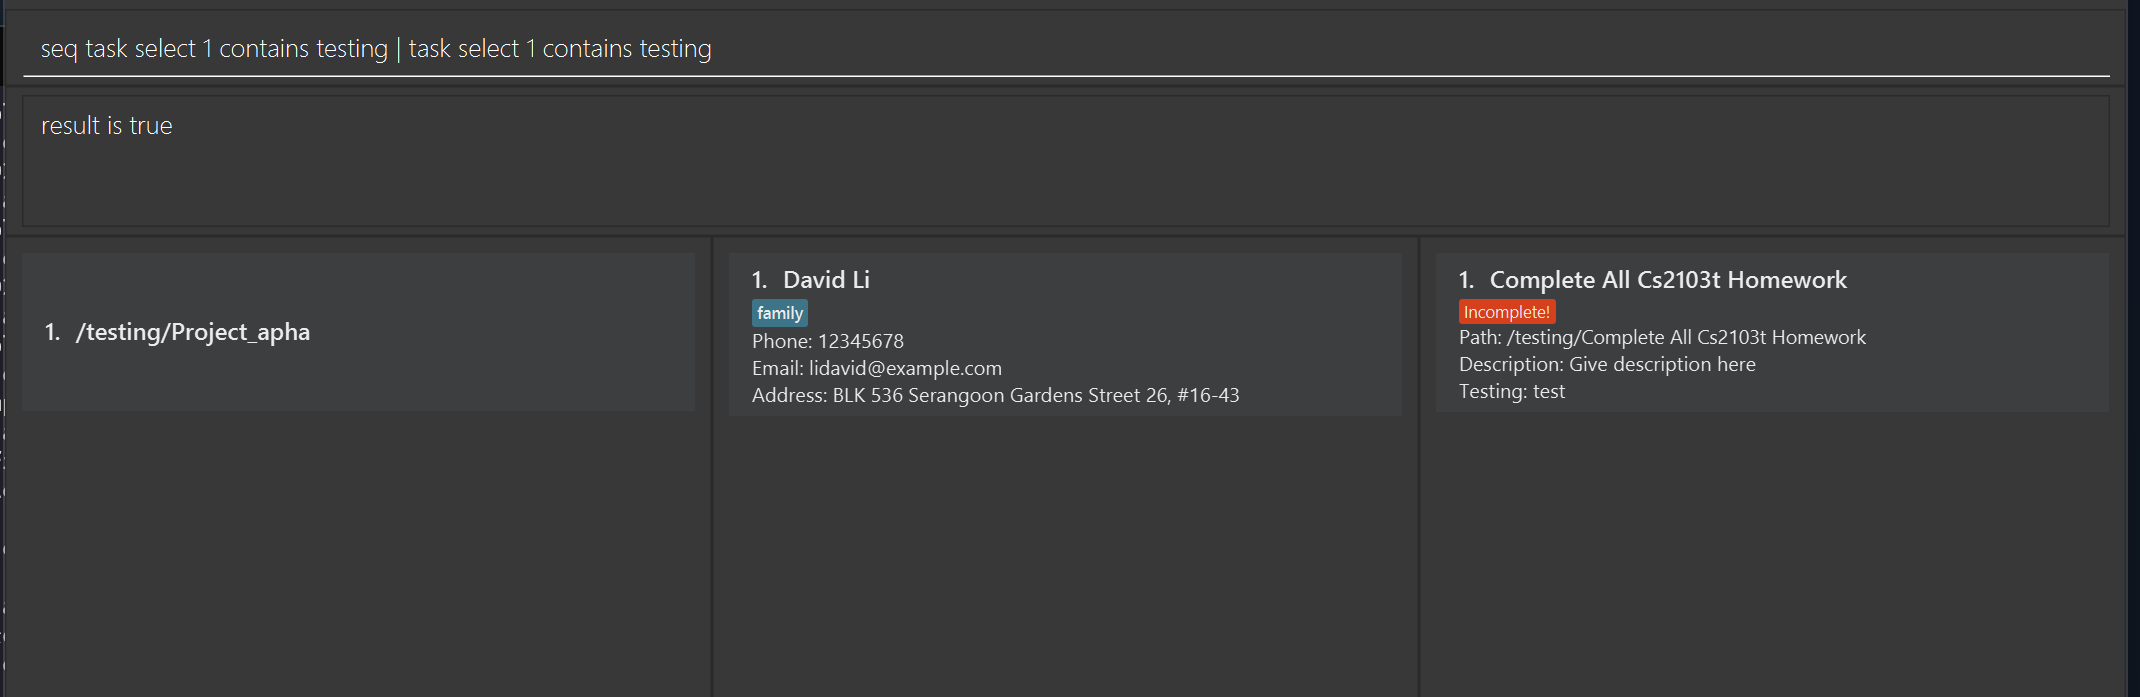 seq task select 1 contains testing | task select 1 contains testing
result is true
1. /testing/Project_apha
1. David Li
family
Phone: 12345678
Email: lidavid@example.com
Address: BLK 536 Serangoon Gardens Street 26, #16-43
1. Complete All Cs2103t Homework
Incomplete!
Path: /testing/Complete All Cs2103t Homework
Description: Give description here
Testing: test